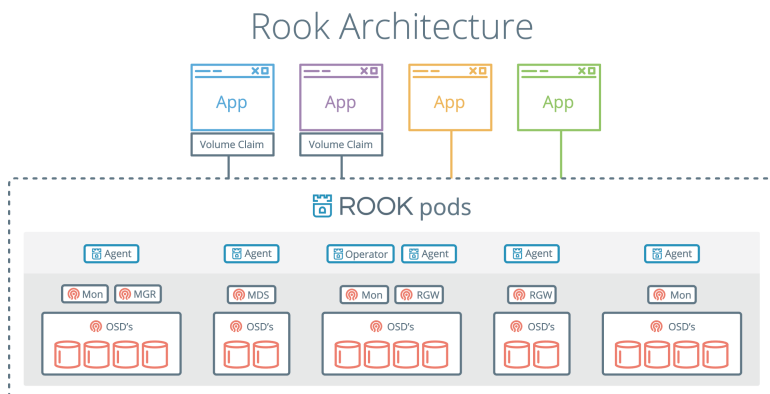 Rook Architecture
App App App App
Volume Claim Volume Claim
ROOK pods
Agent Agent Operator Agent Agent Agent
Mon MGR MDS Mon RGW RGW Mon
OSD's OSD's OSD's OSD's OSD's